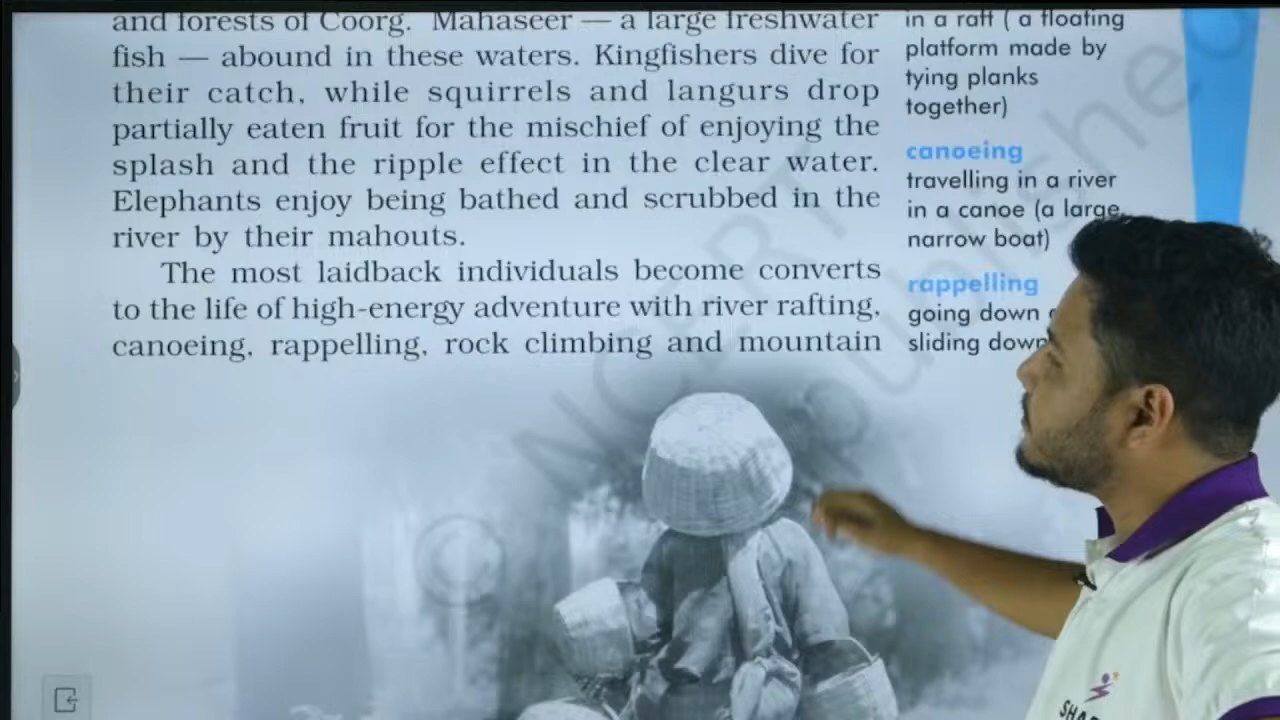 and forests of Coorg. Mahaseer — a large freshwater
fish — abound in these waters. Kingfishers dive for
their catch, while squirrels and langurs drop
partially eaten fruit for the mischief of enjoying the
splash and the ripple effect in the clear water.
Elephants enjoy being bathed and scrubbed in the
river by their mahouts.
The most laidback individuals become converts
to the life of high-energy adventure with river rafting,
canoeing, rappelling, rock climbing and mountain
in a raft ( a floating
platform made by
tying planks
together)
canoeing
travelling in a river
in a canoe (a large,
narrow boat)
rappelling
going down
sliding down
© NCERT
published